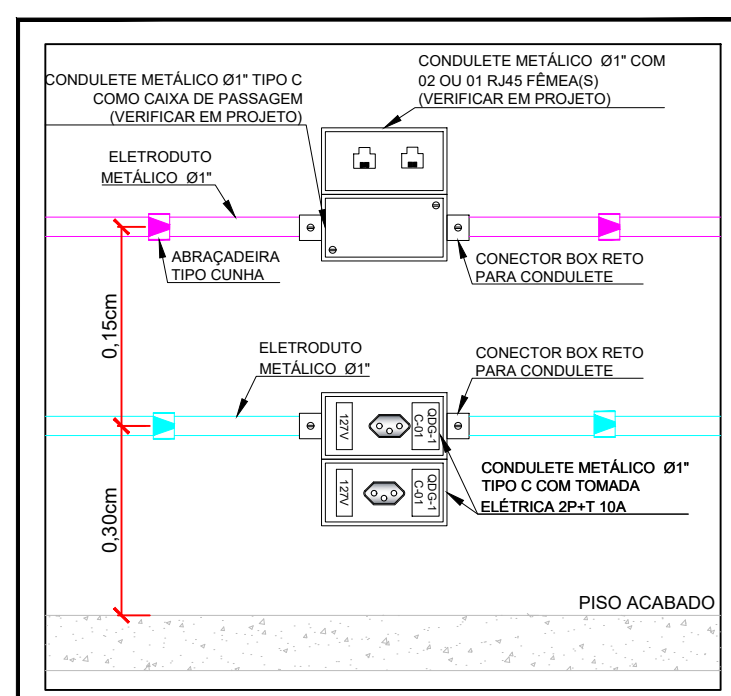 CONDULETE METÁLICO Ø1" COM
02 OU 01 RJ45 FÊMEA(S)
(VERIFICAR EM PROJETO)
CONDULETE METÁLICO Ø1" TIPO C
COMO CAIXA DE PASSAGEM
(VERIFICAR EM PROJETO)
ELETRODUTO
METÁLICO Ø1"
ABRAÇADEIRA
TIPO CUNHA
CONECTOR BOX RETO
PARA CONDULETE
0,15cm
ELETRODUTO
METÁLICO Ø1"
CONECTOR BOX RETO
PARA CONDULETE
127V
QDG-1
C-01
127V
QDG-1
C-01
CONDULETE METÁLICO Ø1"
TIPO C COM TOMADA
ELÉTRICA 2P+T 10A
0,30cm
PISO ACABADO